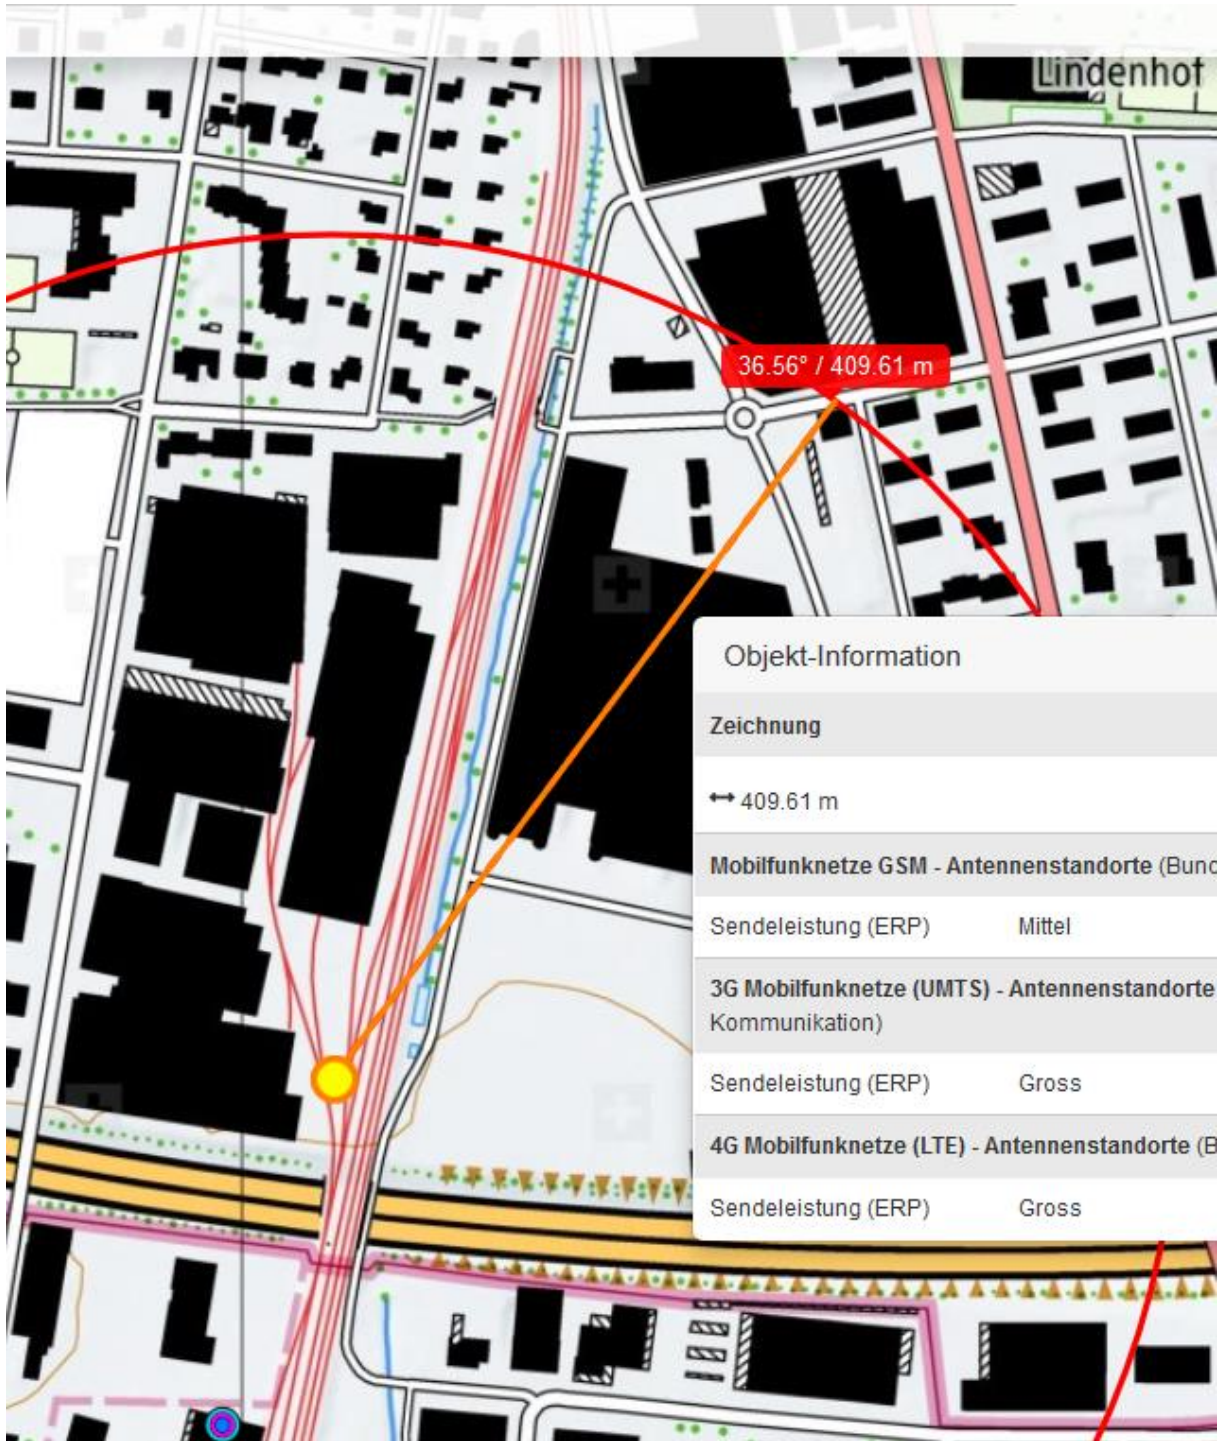 Lindenhof
36.56° / 409.61 m
Objekt-Information
Zeichnung
409.61 m
Mobilfunknetze GSM - Antennenstandorte (Bund
Sendeleistung (ERP) Mittel
3G Mobilfunknetze (UMTS) - Antennenstandorte
Kommunikation)
Sendeleistung (ERP) Gross
4G Mobilfunknetze (LTE) - Antennenstandorte (B
Sendeleistung (ERP) Gross